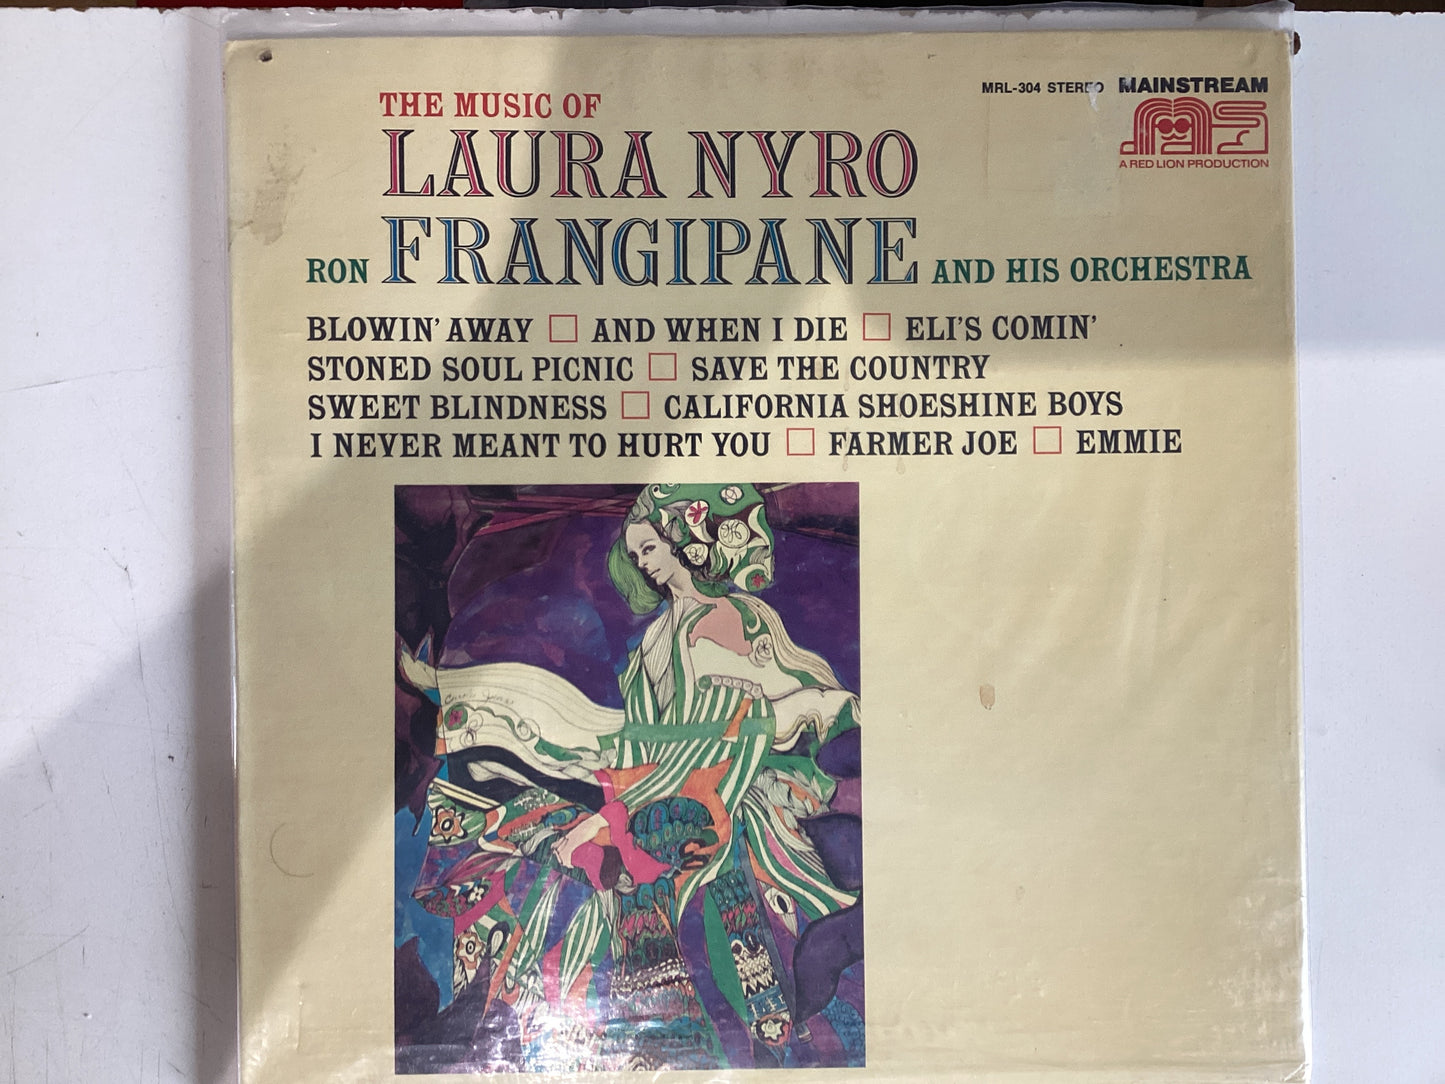 MRL-304 STEREO MAINSTREAM
A RED LION PRODUCTION
THE MUSIC OF
LAURA NYRO
RON FRANGIPANE AND HIS ORCHESTRA
BLOWIN' AWAY □ AND WHEN I DIE □ ELI'S COMIN'
STONED SOUL PICNIC □ SAVE THE COUNTRY
SWEET BLINDNESS □ CALIFORNIA SHOESHINE BOYS
I NEVER MEANT TO HURT YOU □ FARMER JOE □ EMMIE